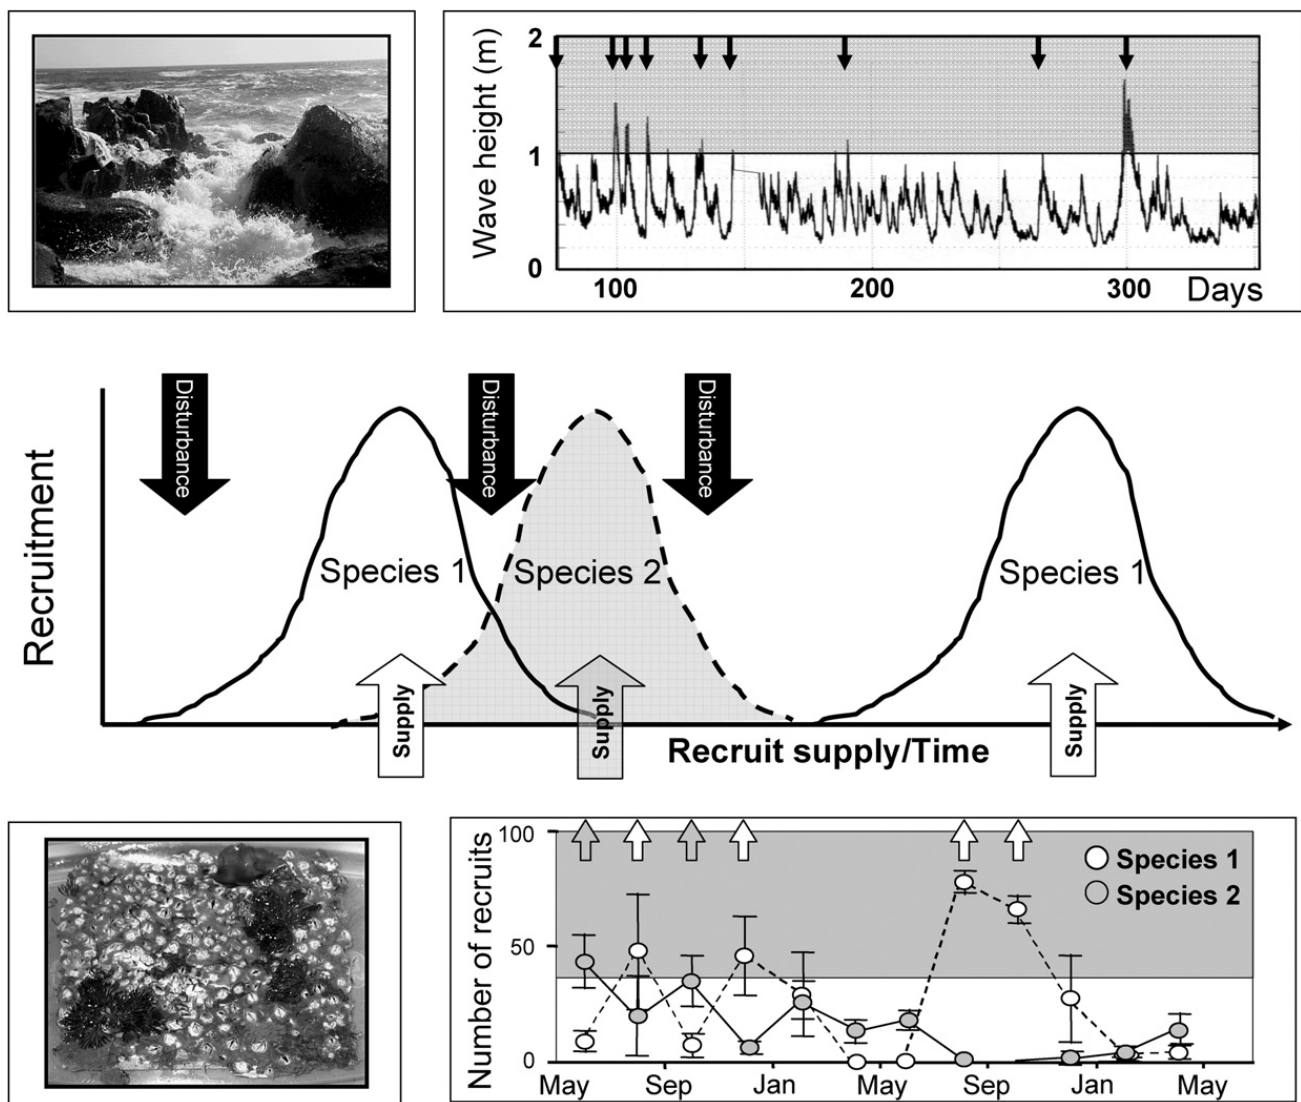 Wave height (m)
2
1
0
100
200
300
Days
Disturbance
Disturbance
Disturbance
Recruitment
Species 1
Species 2
Species 1
Supply
Supply
Supply
Recruit supply/Time
Number of recruits
100
50
0
Species 1
Species 2
May
Sep
Jan
May
Sep
Jan
May